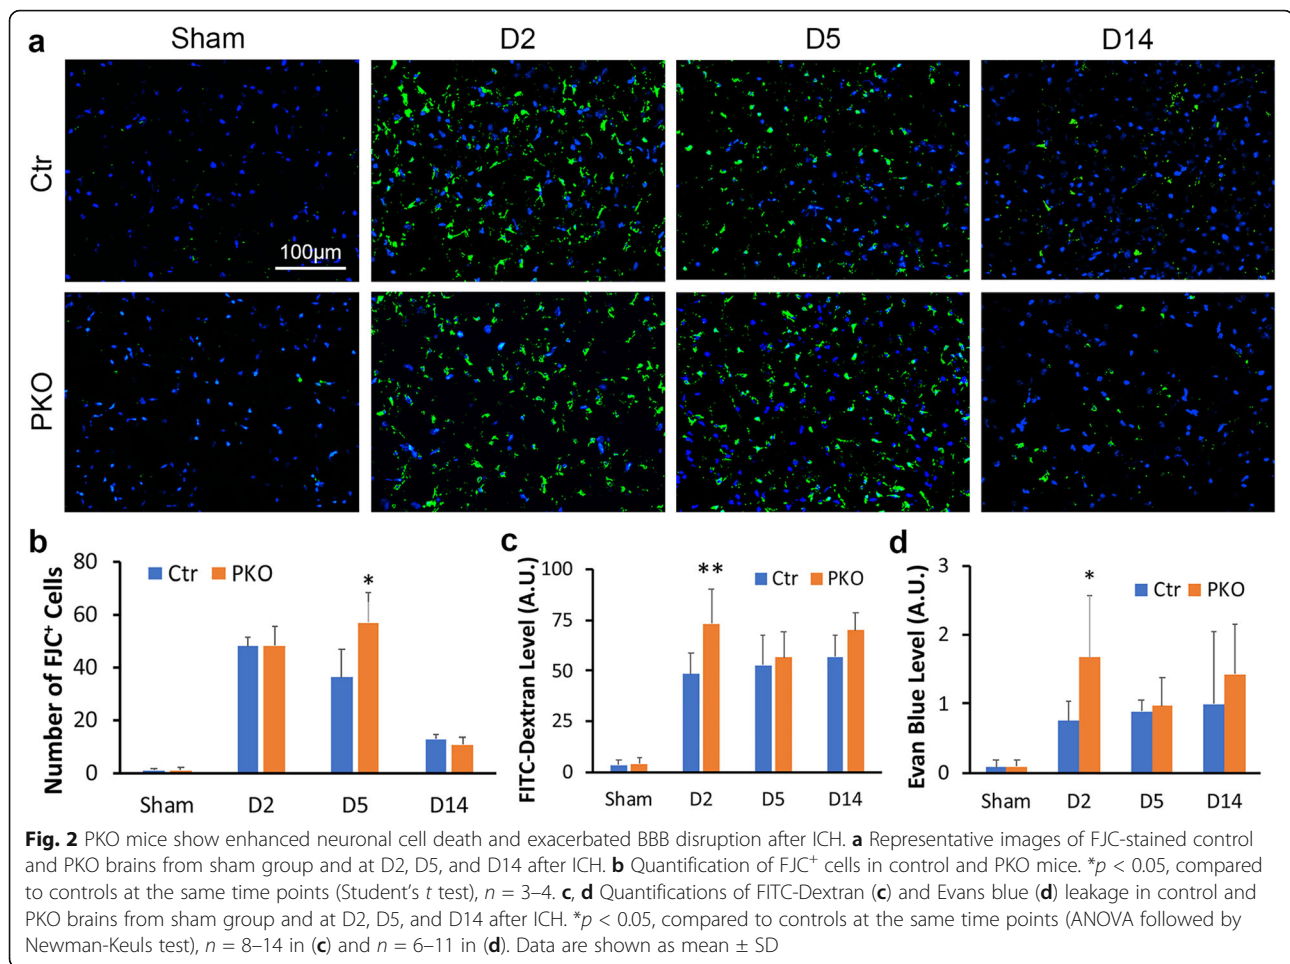 a
Sham
D2
D5
D14
Ctr
100µm
PKO
b
80
60
40
20
0
Number of FJC⁺ Cells
Ctr
PKO
*
Sham
D2
D5
D14
c
100
75
50
25
0
FITC-Dextran Level (A.U.)
Ctr
PKO
**
Sham
D2
D5
D14
d
3
2
1
0
Evan Blue Level (A.U.)
Ctr
PKO
*
Sham
D2
D5
D14
Fig. 2 PKO mice show enhanced neuronal cell death and exacerbated BBB disruption after ICH. a Representative images of FJC-stained control
and PKO brains from sham group and at D2, D5, and D14 after ICH. b Quantification of FJC⁺ cells in control and PKO mice. *p < 0.05, compared
to controls at the same time points (Student's t test), n = 3–4. c, d Quantifications of FITC-Dextran (c) and Evans blue (d) leakage in control and
PKO brains from sham group and at D2, D5, and D14 after ICH. *p < 0.05, compared to controls at the same time points (ANOVA followed by
Newman-Keuls test), n = 8–14 in (c) and n = 6–11 in (d). Data are shown as mean ± SD